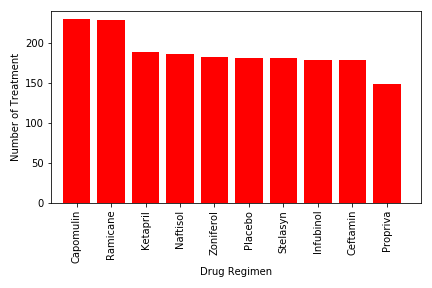 Number of Treatment
200
150
100
50
0
Capomulin
Ramicane
Ketapril
Naftisol
Zoniferol
Placebo
Stelasyn
Infubinol
Ceftamin
Propriva
Drug Regimen